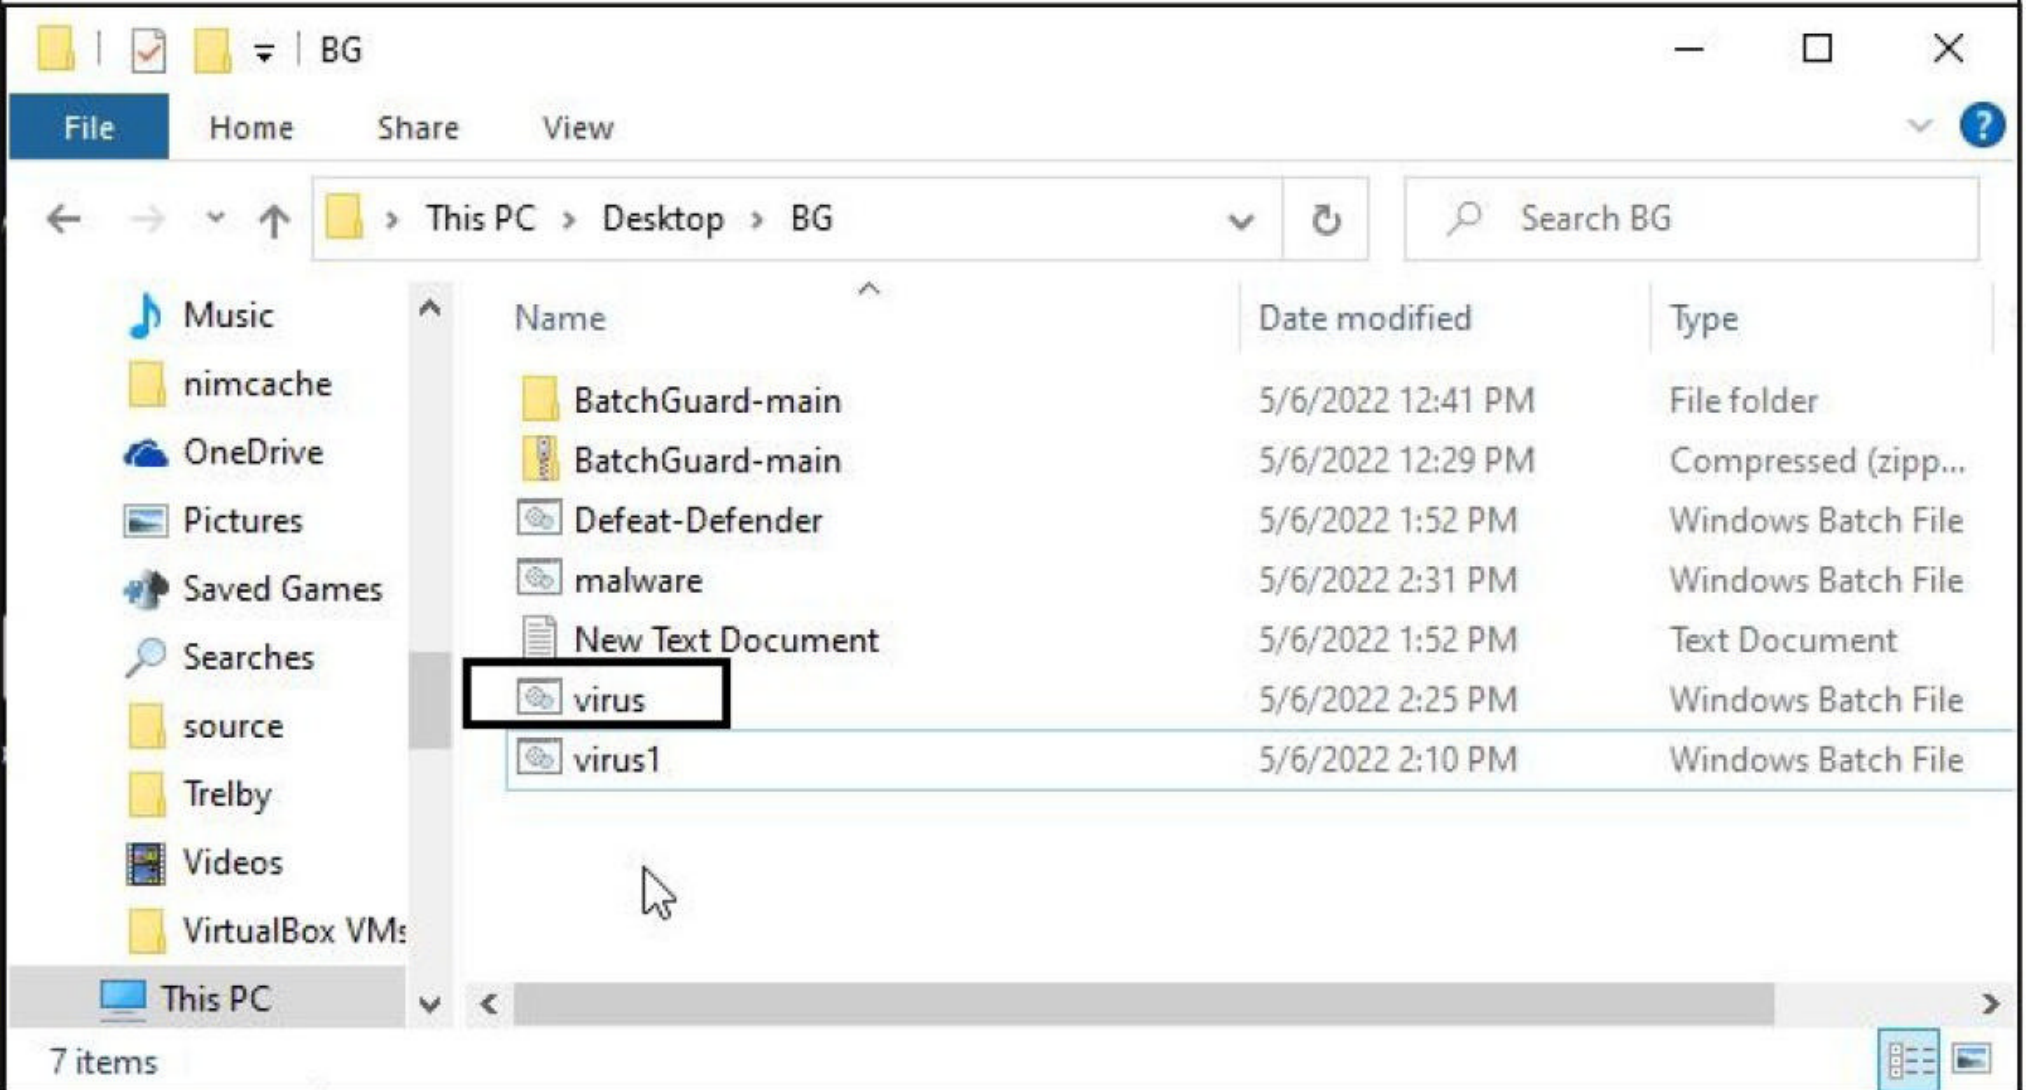 BG
File Home Share View
This PC > Desktop > BG
Search BG
Music
nimcache
OneDrive
Pictures
Saved Games
Searches
source
Trelby
Videos
VirtualBox VMs
This PC
Name Date modified Type
BatchGuard-main 5/6/2022 12:41 PM File folder
BatchGuard-main 5/6/2022 12:29 PM Compressed (zipp...
Defeat-Defender 5/6/2022 1:52 PM Windows Batch File
malware 5/6/2022 2:31 PM Windows Batch File
New Text Document 5/6/2022 1:52 PM Text Document
virus 5/6/2022 2:25 PM Windows Batch File
virus1 5/6/2022 2:10 PM Windows Batch File
7 items